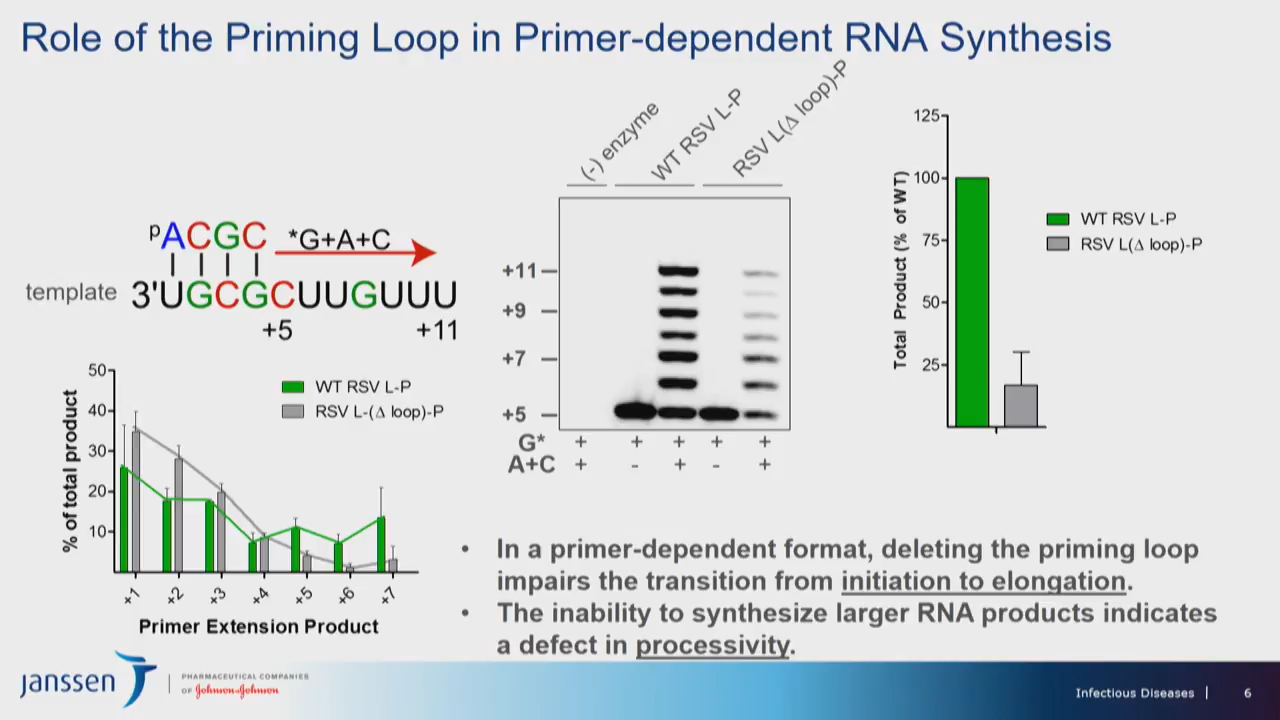 Role of the Priming Loop in Primer-dependent RNA Synthesis
pACGC *G+A+C
template 3'UGCGCUUGUUU
+5 +11
50
40
30
20
10
% of total product
WT RSV L-P
RSV L-(Δ loop)-P
+1 +2 +3 +4 +5 +6 +7
Primer Extension Product
(-) enzyme
WT RSV L-P
RSV L(Δ loop)-P
+11
+9
+7
+5
G* + + + + +
A+C + - + - +
125
100
75
50
25
Total Product (% of WT)
WT RSV L-P
RSV L(Δ loop)-P
• In a primer-dependent format, deleting the priming loop
impairs the transition from initiation to elongation.
• The inability to synthesize larger RNA products indicates
a defect in processivity.
janssen
PHARMACEUTICAL COMPANIES
OF Johnson & Johnson
Infectious Diseases | 6